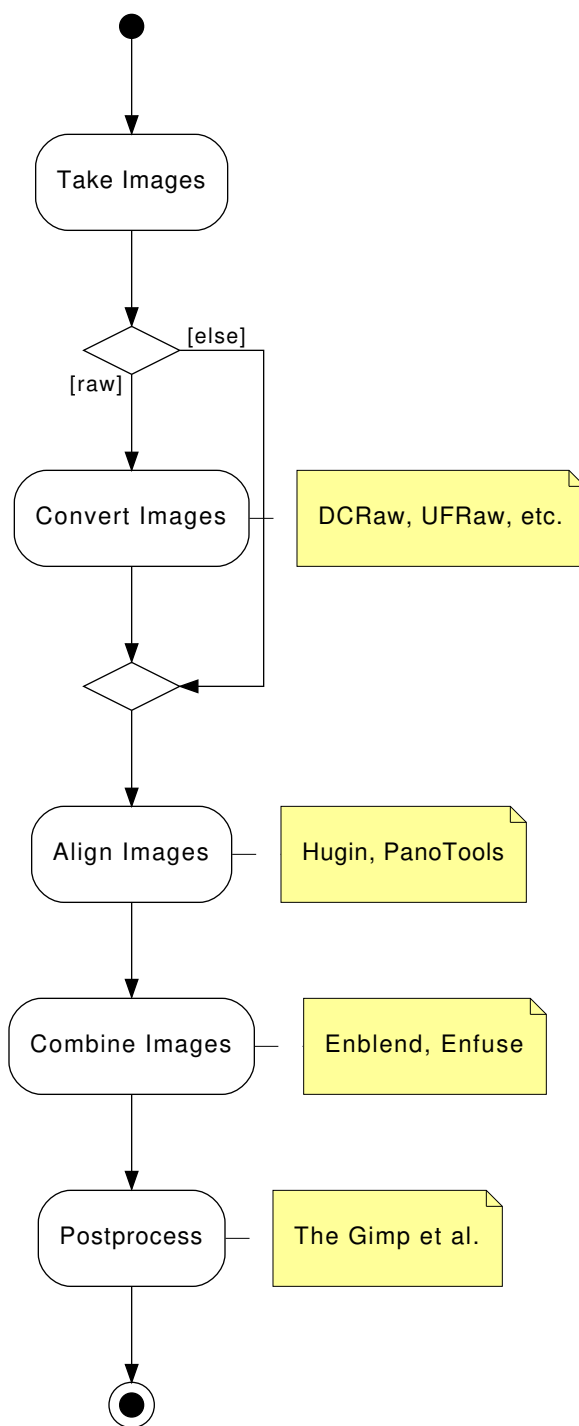 Take Images
[else]
[raw]
Convert Images
DCRaw, UFRaw, etc.
Align Images
Hugin, PanoTools
Combine Images
Enblend, Enfuse
Postprocess
The Gimp et al.